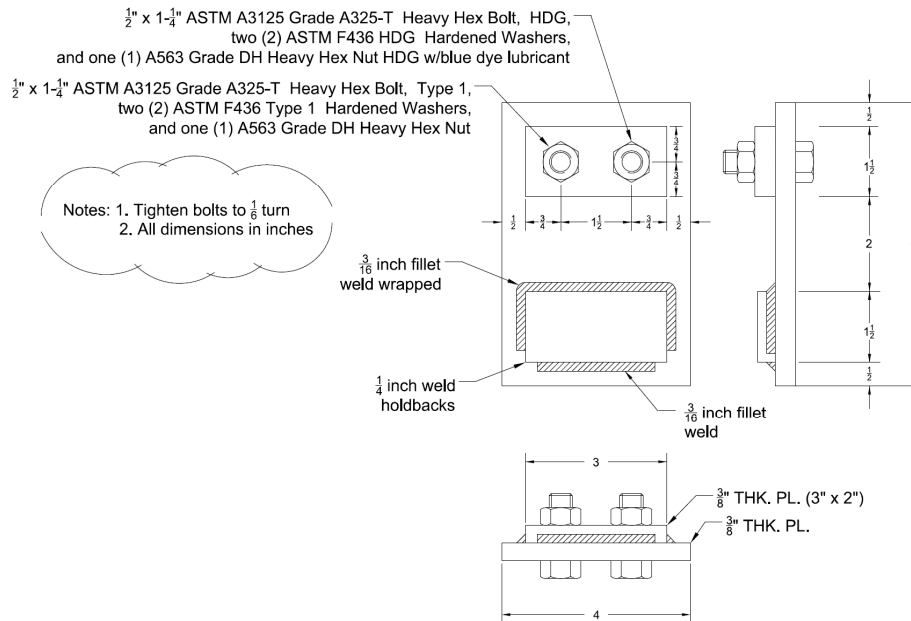 1/2" x 1-1/4" ASTM A3125 Grade A325-T Heavy Hex Bolt, HDG,
two (2) ASTM F436 HDG Hardened Washers,
and one (1) A563 Grade DH Heavy Hex Nut HDG w/blue dye lubricant
1/2" x 1-1/4" ASTM A3125 Grade A325-T Heavy Hex Bolt, Type 1,
two (2) ASTM F436 Type 1 Hardened Washers,
and one (1) A563 Grade DH Heavy Hex Nut
Notes: 1. Tighten bolts to 1/6 turn
2. All dimensions in inches
3/4
3/4
1/2
3/4
1 1/2
3/4
1/2
1/2
1 1/2
2
1 1/2
1/2
3/16 inch fillet
weld wrapped
1/4 inch weld
holdbacks
3/16 inch fillet
weld
3
3/8" THK. PL. (3" x 2")
3/8" THK. PL.
4